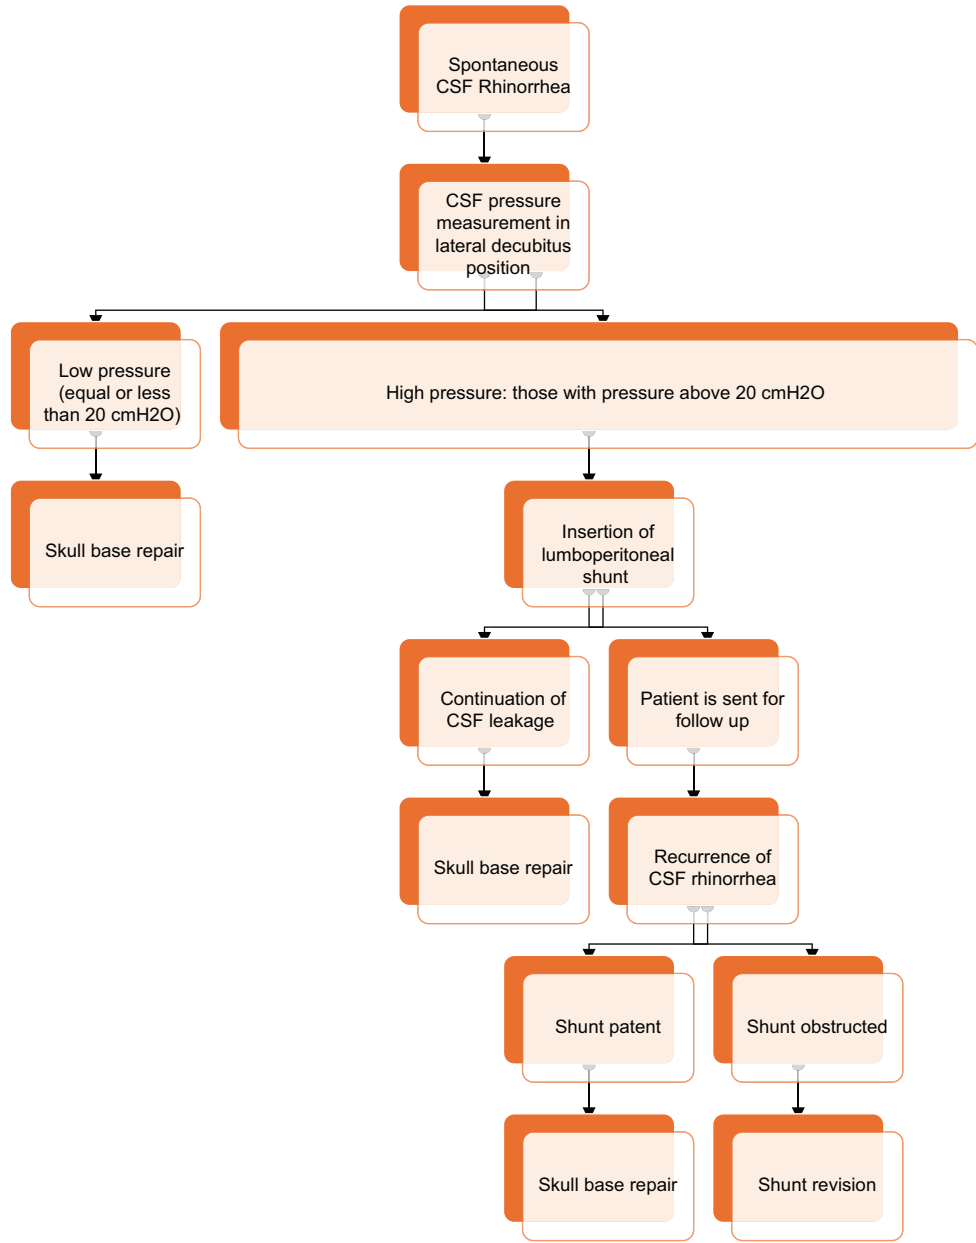 Spontaneous
CSF Rhinorrhea
CSF pressure
measurement in
lateral decubitus
position
Low pressure
(equal or less
than 20 cmH2O)
High pressure: those with pressure above 20 cmH2O
Skull base repair
Insertion of
lumboperitoneal
shunt
Continuation of
CSF leakage
Patient is sent for
follow up
Skull base repair
Recurrence of
CSF rhinorrhea
Shunt patent
Shunt obstructed
Skull base repair
Shunt revision